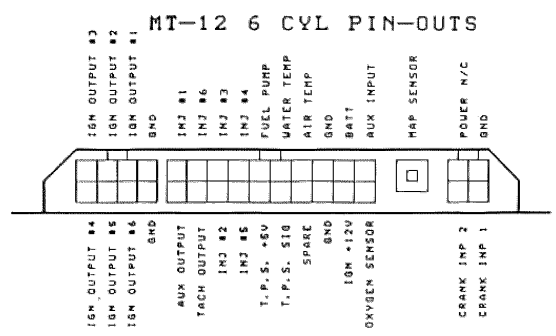 MT-12 6 CYL PIN-OUTS
IGN OUTPUT #3
IGN OUTPUT #2
IGN OUTPUT #1
GND
INJ #1
INJ #6
INJ #3
INJ #4
FUEL PUMP
WATER TEMP
AIR TEMP
GND
BATT
AUX INPUT
MAP SENSOR
POWER N/C
GND
IGN OUTPUT #4
IGN OUTPUT #5
IGN OUTPUT #6
GND
AUX OUTPUT
TACH OUTPUT
INJ #2
INJ #5
T.P.S. +5V
T.P.S. SIG
SPARE
GND
IGN +12V
OXYGEN SENSOR
CRANK INP 2
CRANK INP 1